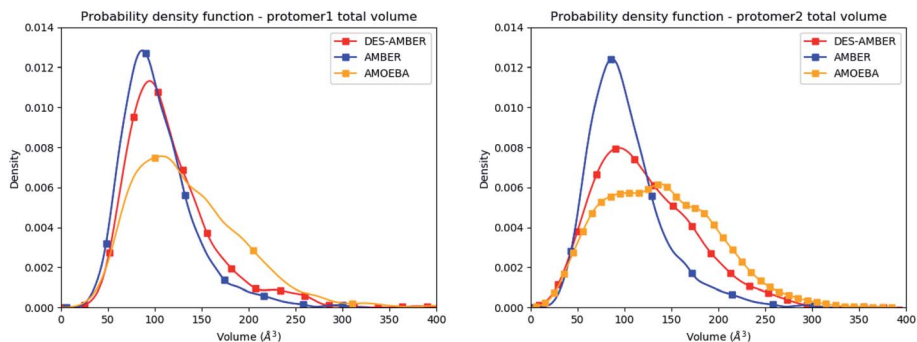 Probability density function - protomer1 total volume
0.014
0.012
0.010
0.008
0.006
0.004
0.002
0.000
Density
DES-AMBER
AMBER
AMOEBA
0 50 100 150 200 250 300 350 400
Volume (Å³)
Probability density function - protomer2 total volume
0.014
0.012
0.010
0.008
0.006
0.004
0.002
0.000
Density
DES-AMBER
AMBER
AMOEBA
0 50 100 150 200 250 300 350 400
Volume (Å³)